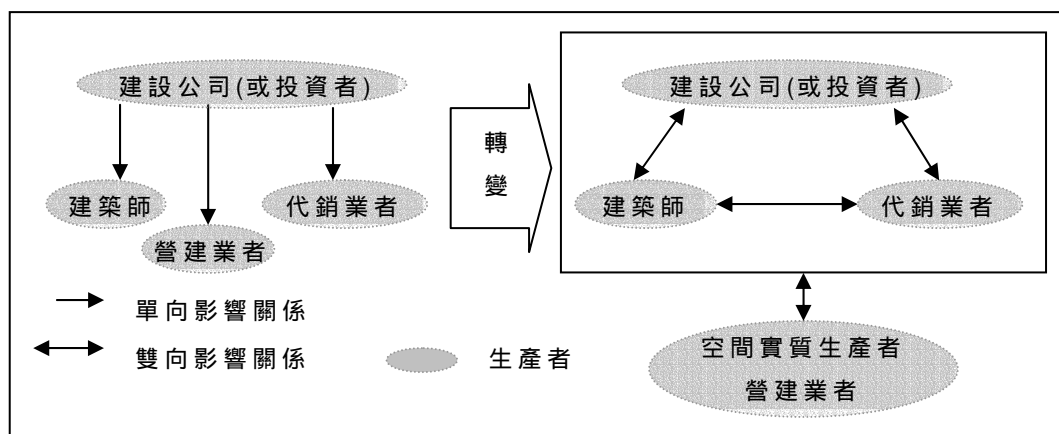 建設公司(或投資者)
建築師
營建業者
代銷業者
單向影響關係
雙向影響關係
生產者
轉
變
建設公司(或投資者)
建築師
代銷業者
空間實質生產者
營建業者